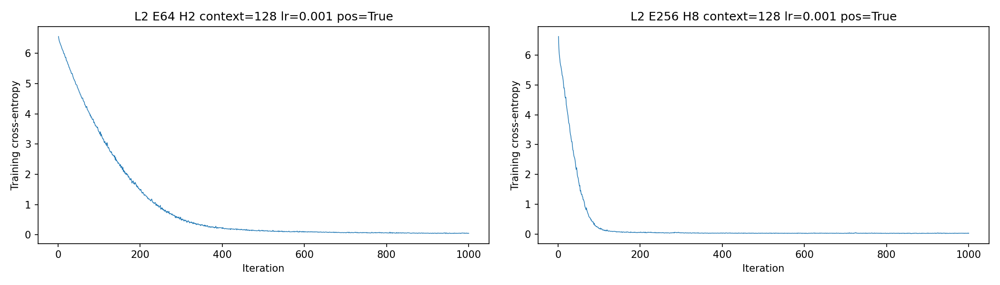 L2 E64 H2 context=128 lr=0.001 pos=True
Training cross-entropy
6
5
4
3
2
1
0
0 200 400 600 800 1000
Iteration
L2 E256 H8 context=128 lr=0.001 pos=True
Training cross-entropy
6
5
4
3
2
1
0
0 200 400 600 800 1000
Iteration